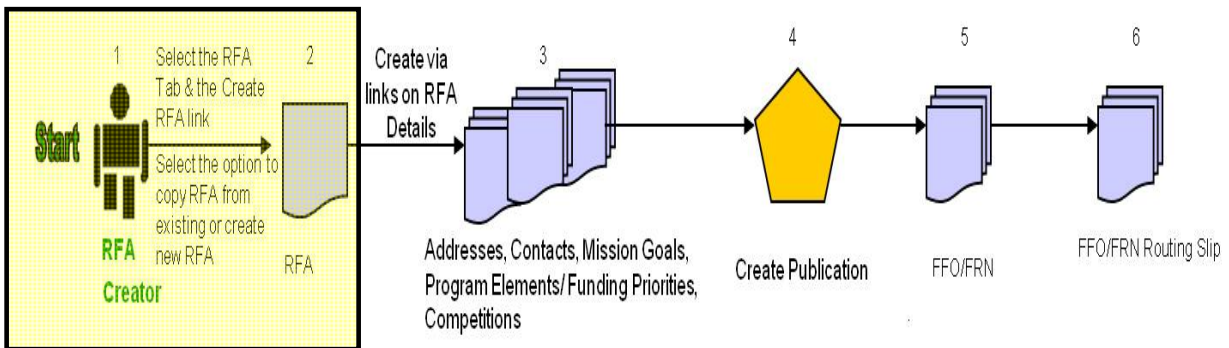 1
Select the RFA
Tab & the Create
RFA link
Start
Select the option to
copy RFA from
existing or create
new RFA
RFA
Creator
2
RFA
Create via
links on RFA
Details
3
Addresses, Contacts, Mission Goals,
Program Elements/ Funding Priorities,
Competitions
4
Create Publication
5
FFO/FRN
6
FFO/FRN Routing Slip